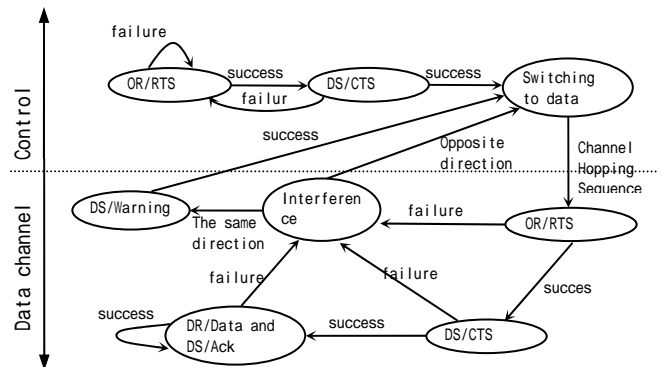 failure
OR/RTS
success
DS/CTS
success
failur
Switching
to data
Control
success
Opposite
direction
Channel
Hopping
Sequence
DS/Warning
The same
direction
Interferen
ce
failure
OR/RTS
Data channel
failure
failure
succes
success
DR/Data and
DS/Ack
success
DS/CTS